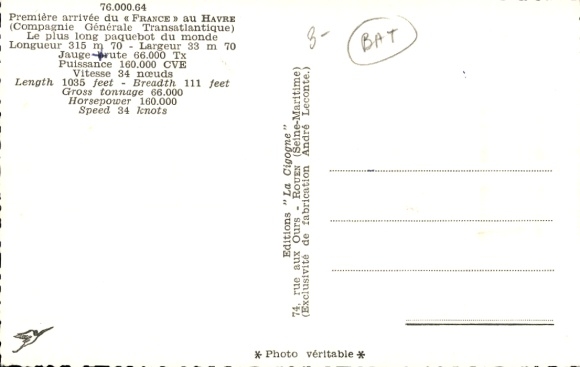 76.000.64
Première arrivée du « FRANCE » au HAVRE
(Compagnie Générale Transatlantique)
Le plus long paquebot du monde
Longueur 315 m 70 - Largeur 33 m 70
Jauge brute 66.000 Tx
Puissance 160.000 CVE
Vitesse 34 nœuds
Length 1035 feet - Breadth 111 feet
Gross tonnage 66.000
Horsepower 160.000
Speed 34 knots
8-
BAT
Editions "La Cigogne"
74, rue aux Ours - ROUEN (Seine-Maritime)
(Exclusivité de fabrication André Leconte.)
* Photo véritable *